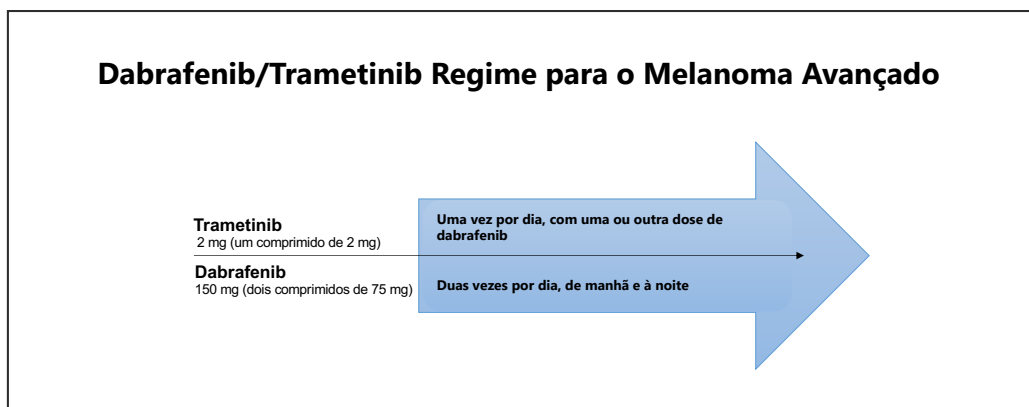 Dabrafenib/Trametinib Regime para o Melanoma Avançado
Trametinib
2 mg (um comprimido de 2 mg)
Uma vez por dia, com uma ou outra dose de
dabrafenib
Dabrafenib
150 mg (dois comprimidos de 75 mg)
Duas vezes por dia, de manhã e à noite